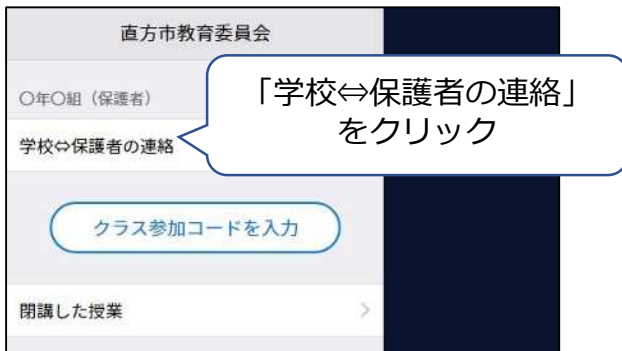 直方市教育委員会
〇年〇組（保護者）
学校⇔保護者の連絡
「学校⇔保護者の連絡」
をクリック
クラス参加コードを入力
閉講した授業